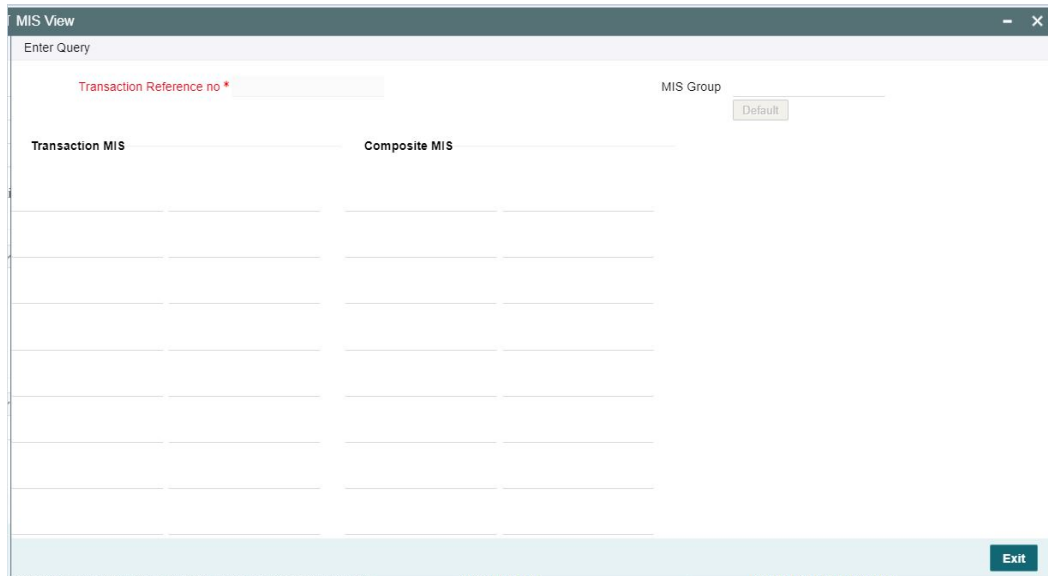 MIS View
Enter Query
Transaction Reference no * MIS Group
Default
Transaction MIS Composite MIS
Exit